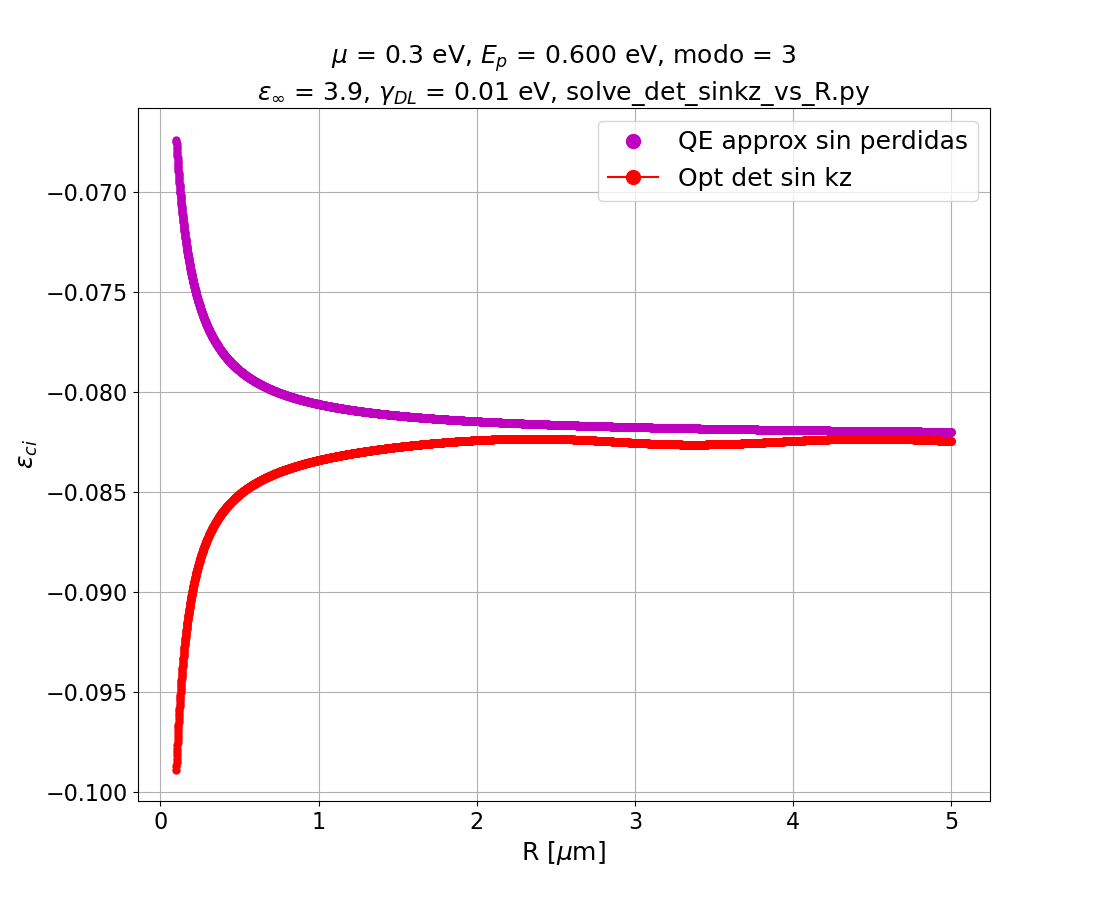 μ = 0.3 eV, E_p = 0.600 eV, modo = 3
ε_∞ = 3.9, γ_DL = 0.01 eV, solve_det_sinkz_vs_R.py
QE approx sin perdidas
Opt det sin kz
−0.070
−0.075
−0.080
−0.085
−0.090
−0.095
−0.100
ε_ci
0 1 2 3 4 5
R [μm]